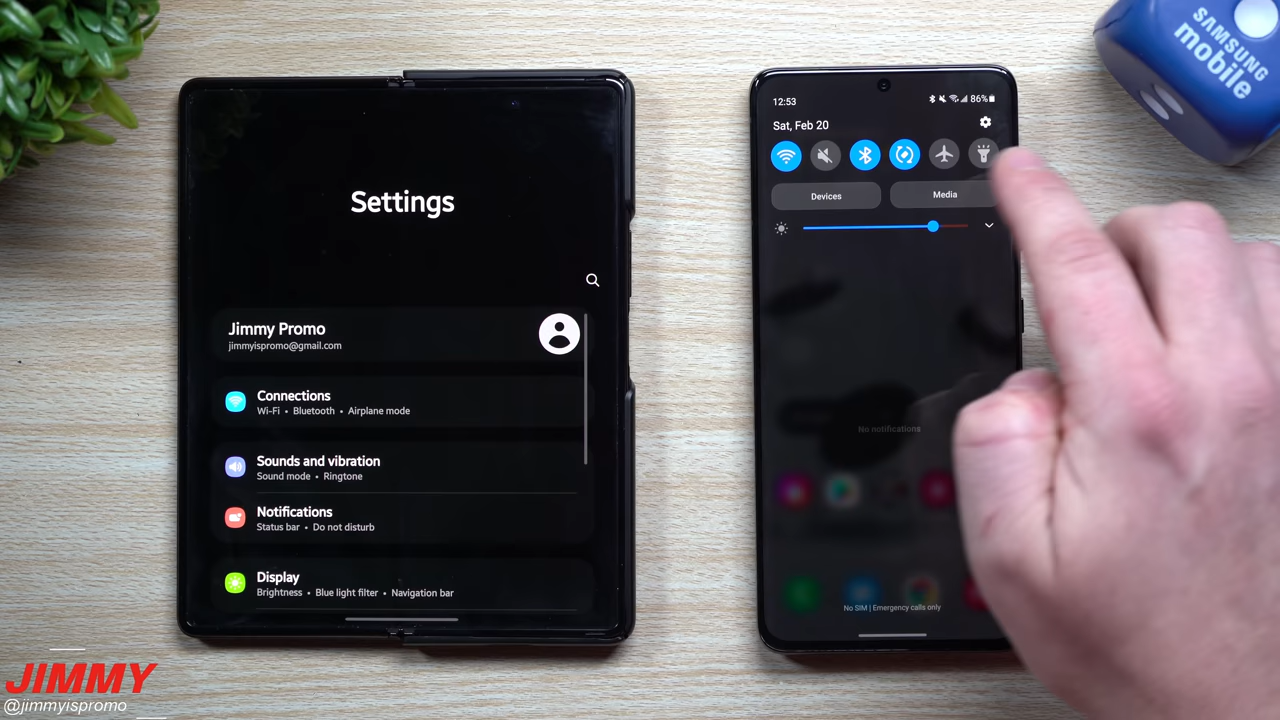 Settings
Jimmy Promo
jimmyispromo@gmail.com
Connections
Wi-Fi • Bluetooth • Airplane mode
Sounds and vibration
Sound mode • Ringtone
Notifications
Status bar • Do not disturb
Display
Brightness • Blue light filter • Navigation bar
12:53
86%
Sat, Feb 20
Devices
Media
No notifications
No SIM | Emergency calls only
SAMSUNG
mobile
JIMMY
@jimmyispromo